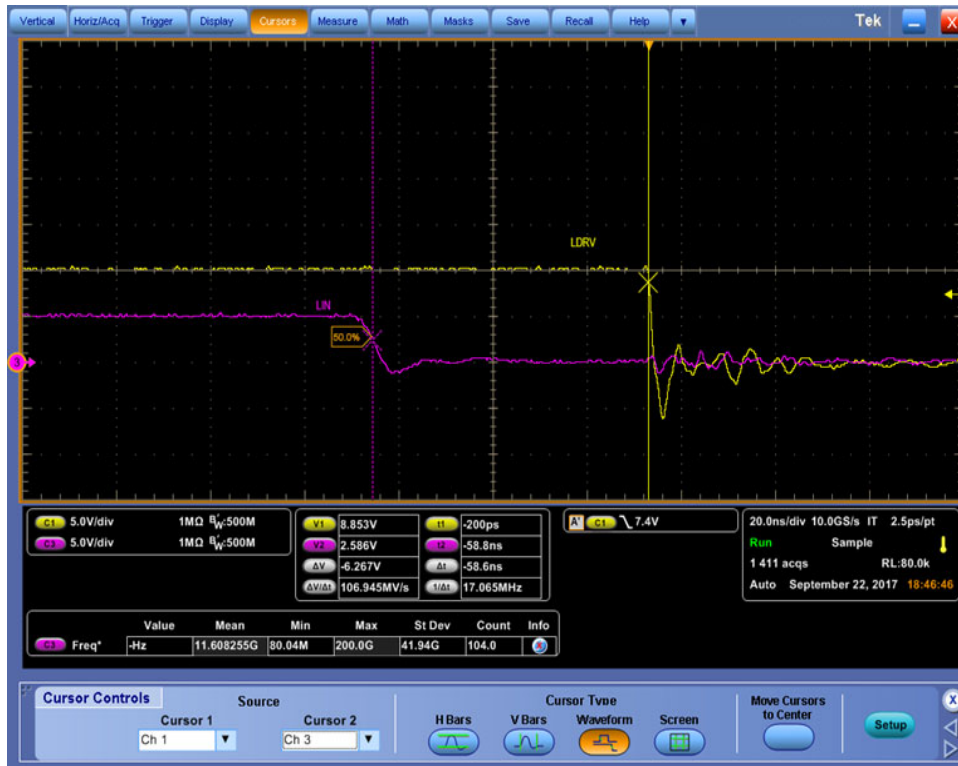 Vertical Horiz/Acq Trigger Display Cursors Measure Math Masks Save Recall Help Tek X
LDRV
LIN
50.0%
3
C1 5.0V/div 1MΩ BW:500M
C3 5.0V/div 1MΩ BW:500M
V1 8.853V t1 -200ps
V2 2.586V t2 -58.8ns
ΔV -6.267V Δt -58.6ns
ΔV/Δt 106.945MV/s 1/Δt 17.065MHz
A' C1 7.4V
20.0ns/div 10.0GS/s IT 2.5ps/pt
Run Sample
1 411 acqs RL:80.0k
Auto September 22, 2017 18:46:46
Value Mean Min Max St Dev Count Info
C3 Freq* -Hz 11.608255G 80.04M 200.0G 41.94G 104.0
Cursor Controls
Source
Cursor 1 Cursor 2
Ch 1 Ch 3
Cursor Type
H Bars V Bars Waveform Screen
Move Cursors
to Center
Setup
X